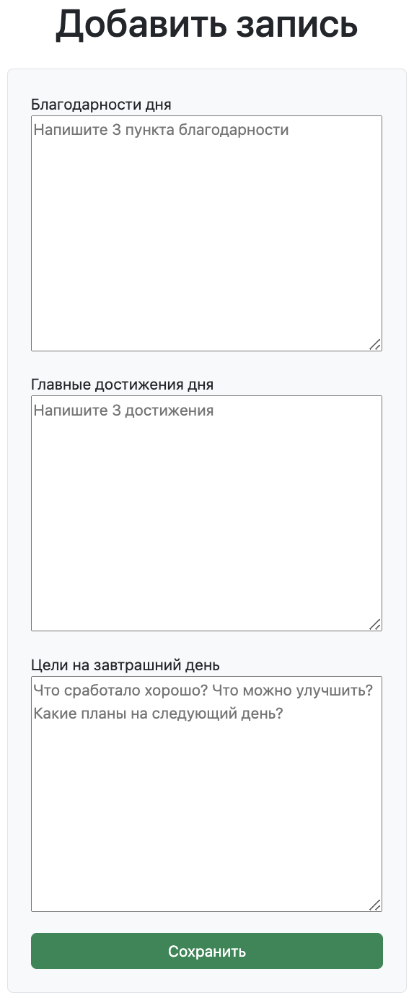 Добавить запись
Благодарности дня
Напишите 3 пункта благодарности
Главные достижения дня
Напишите 3 достижения
Цели на завтрашний день
Что сработало хорошо? Что можно улучшить?
Какие планы на следующий день?
Сохранить